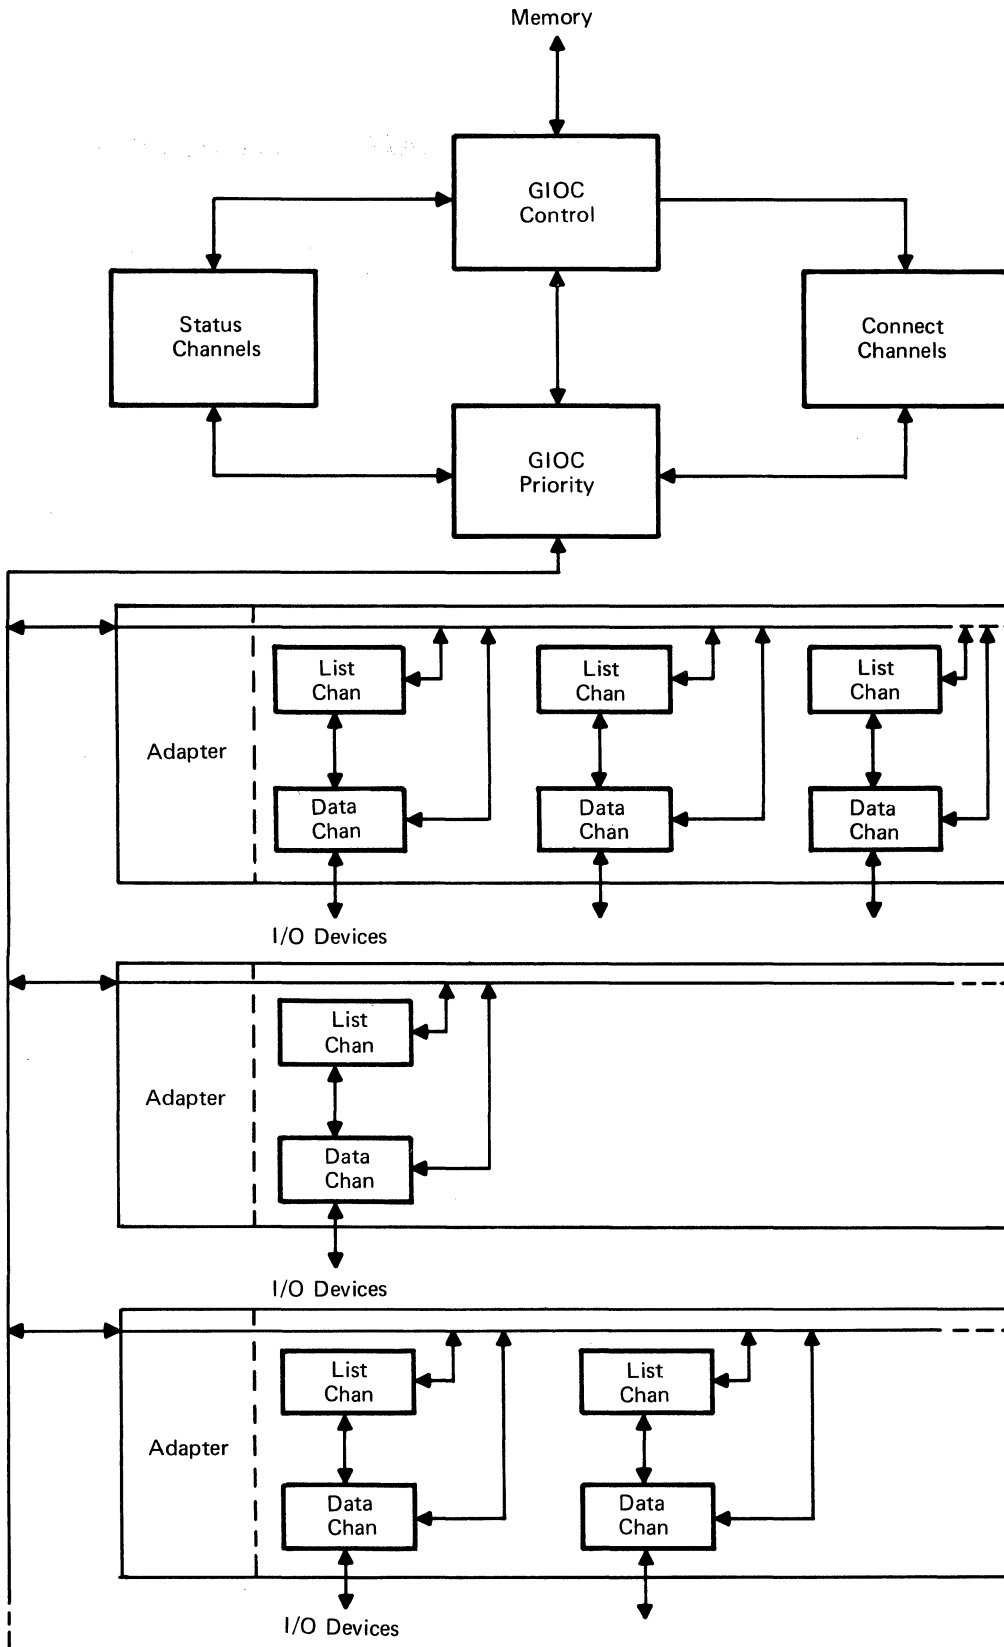 Memory
GIOC
Control
Status
Channels
Connect
Channels
GIOC
Priority
List
Chan
List
Chan
List
Chan
Adapter
Data
Chan
Data
Chan
Data
Chan
I/O Devices
List
Chan
Adapter
Data
Chan
I/O Devices
List
Chan
List
Chan
Adapter
Data
Chan
Data
Chan
I/O Devices